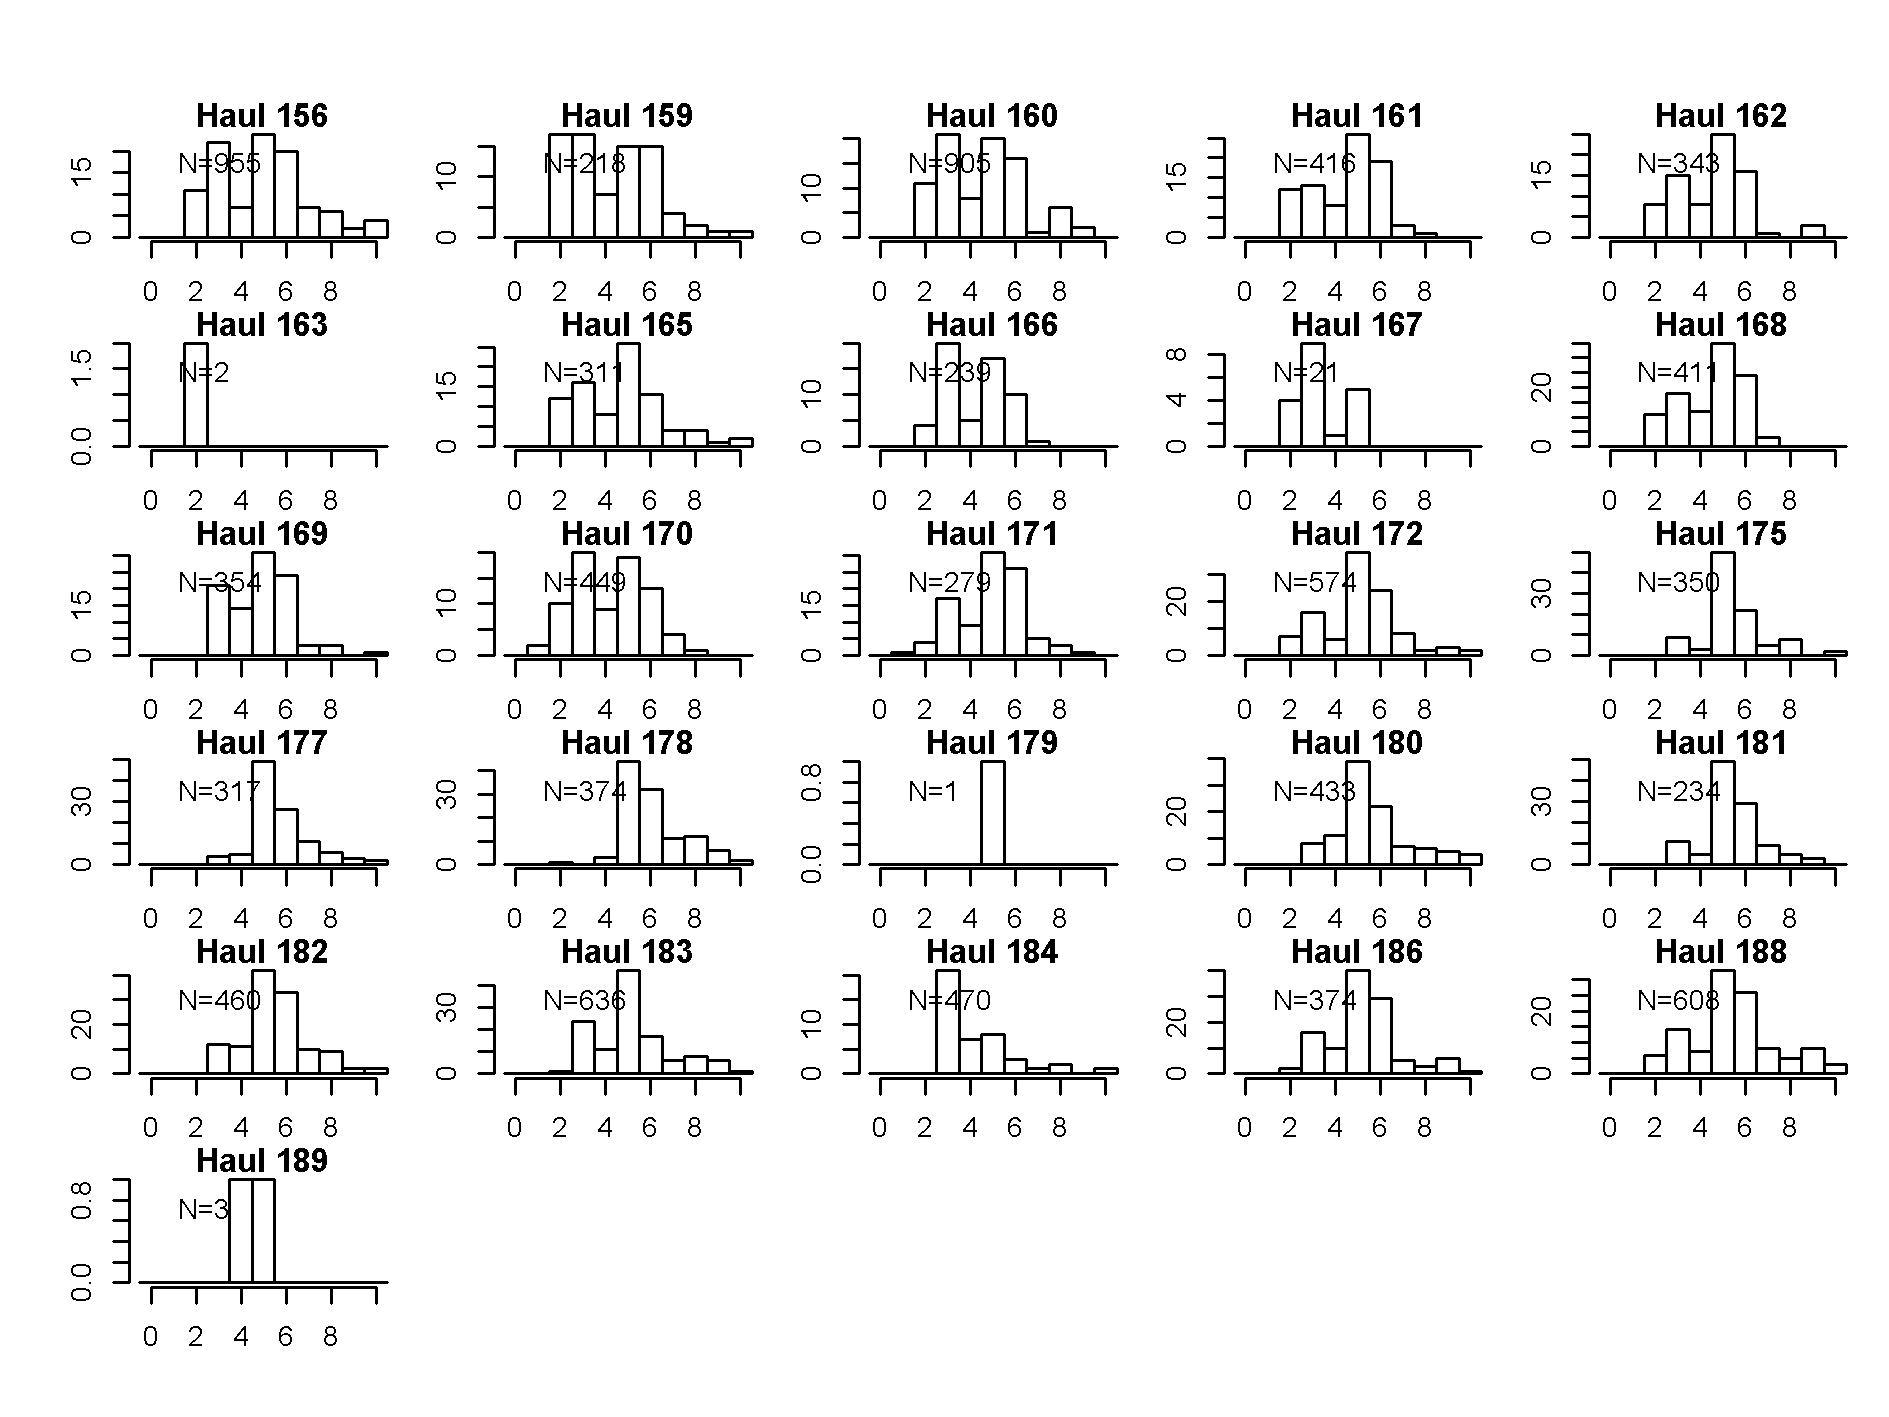 Haul 156 Haul 159 Haul 160 Haul 161 Haul 162
N=955 N=218 N=905 N=416 N=343
0 15 0 10 0 10 0 15 0 15
0 2 4 6 8 0 2 4 6 8 0 2 4 6 8 0 2 4 6 8 0 2 4 6 8
Haul 163 Haul 165 Haul 166 Haul 167 Haul 168
N=2 N=311 N=239 N=21 N=411
0.0 1.5 0 15 0 10 0 4 8 0 20
0 2 4 6 8 0 2 4 6 8 0 2 4 6 8 0 2 4 6 8 0 2 4 6 8
Haul 169 Haul 170 Haul 171 Haul 172 Haul 175
N=354 N=449 N=279 N=574 N=350
0 15 0 10 0 15 0 20 0 30
0 2 4 6 8 0 2 4 6 8 0 2 4 6 8 0 2 4 6 8 0 2 4 6 8
Haul 177 Haul 178 Haul 179 Haul 180 Haul 181
N=317 N=374 N=1 N=433 N=234
0 30 0 30 0.0 0.8 0 20 0 30
0 2 4 6 8 0 2 4 6 8 0 2 4 6 8 0 2 4 6 8 0 2 4 6 8
Haul 182 Haul 183 Haul 184 Haul 186 Haul 188
N=460 N=636 N=470 N=374 N=608
0 20 0 30 0 10 0 20 0 20
0 2 4 6 8 0 2 4 6 8 0 2 4 6 8 0 2 4 6 8 0 2 4 6 8
Haul 189
N=3
0.0 0.8
0 2 4 6 8